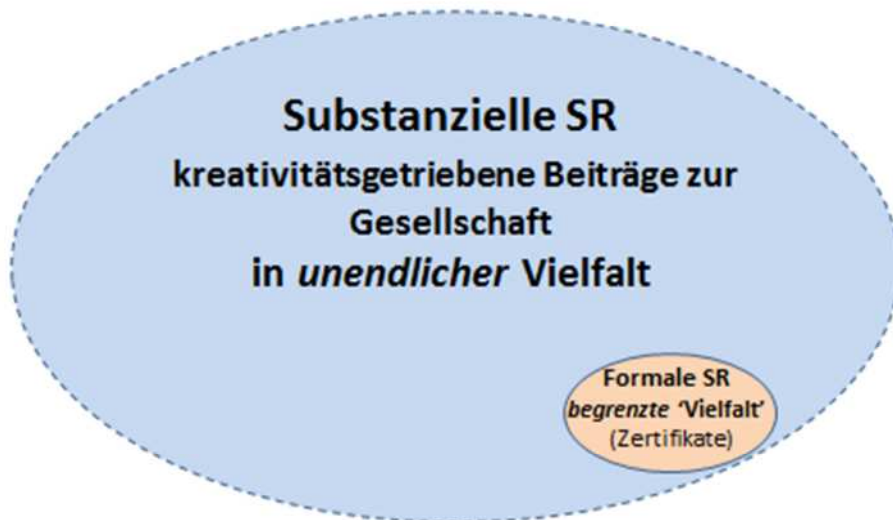 Substanzielle SR
kreativitätsgetriebene Beiträge zur
Gesellschaft
in unendlicher Vielfalt
Formale SR
begrenzte ‘Vielfalt’
(Zertifikate)